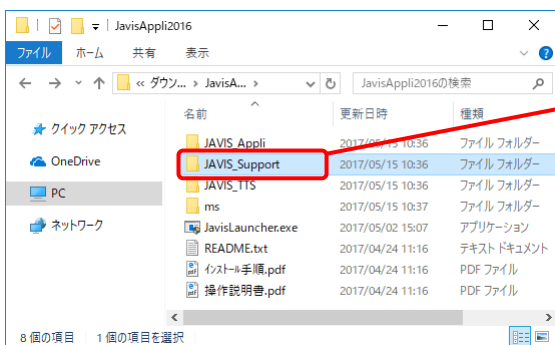 JavisAppli2016
ファイル ホーム 共有 表示
« ダウン... › JavisA... › JavisAppli2016の検索
名前 更新日時 種類
クイック アクセス
OneDrive
PC
ネットワーク
JAVIS_Appli 2017/05/15 10:36 ファイル フォルダー
JAVIS_Support 2017/05/15 10:36 ファイル フォルダー
JAVIS_TTS 2017/05/15 10:36 ファイル フォルダー
ms 2017/05/15 10:37 ファイル フォルダー
JavisLauncher.exe 2017/05/02 15:07 アプリケーション
README.txt 2017/04/24 11:16 テキスト ドキュメント
インストール手順.pdf 2017/04/24 11:16 PDF ファイル
操作説明書.pdf 2017/04/24 11:16 PDF ファイル
8 個の項目 1 個の項目を選択